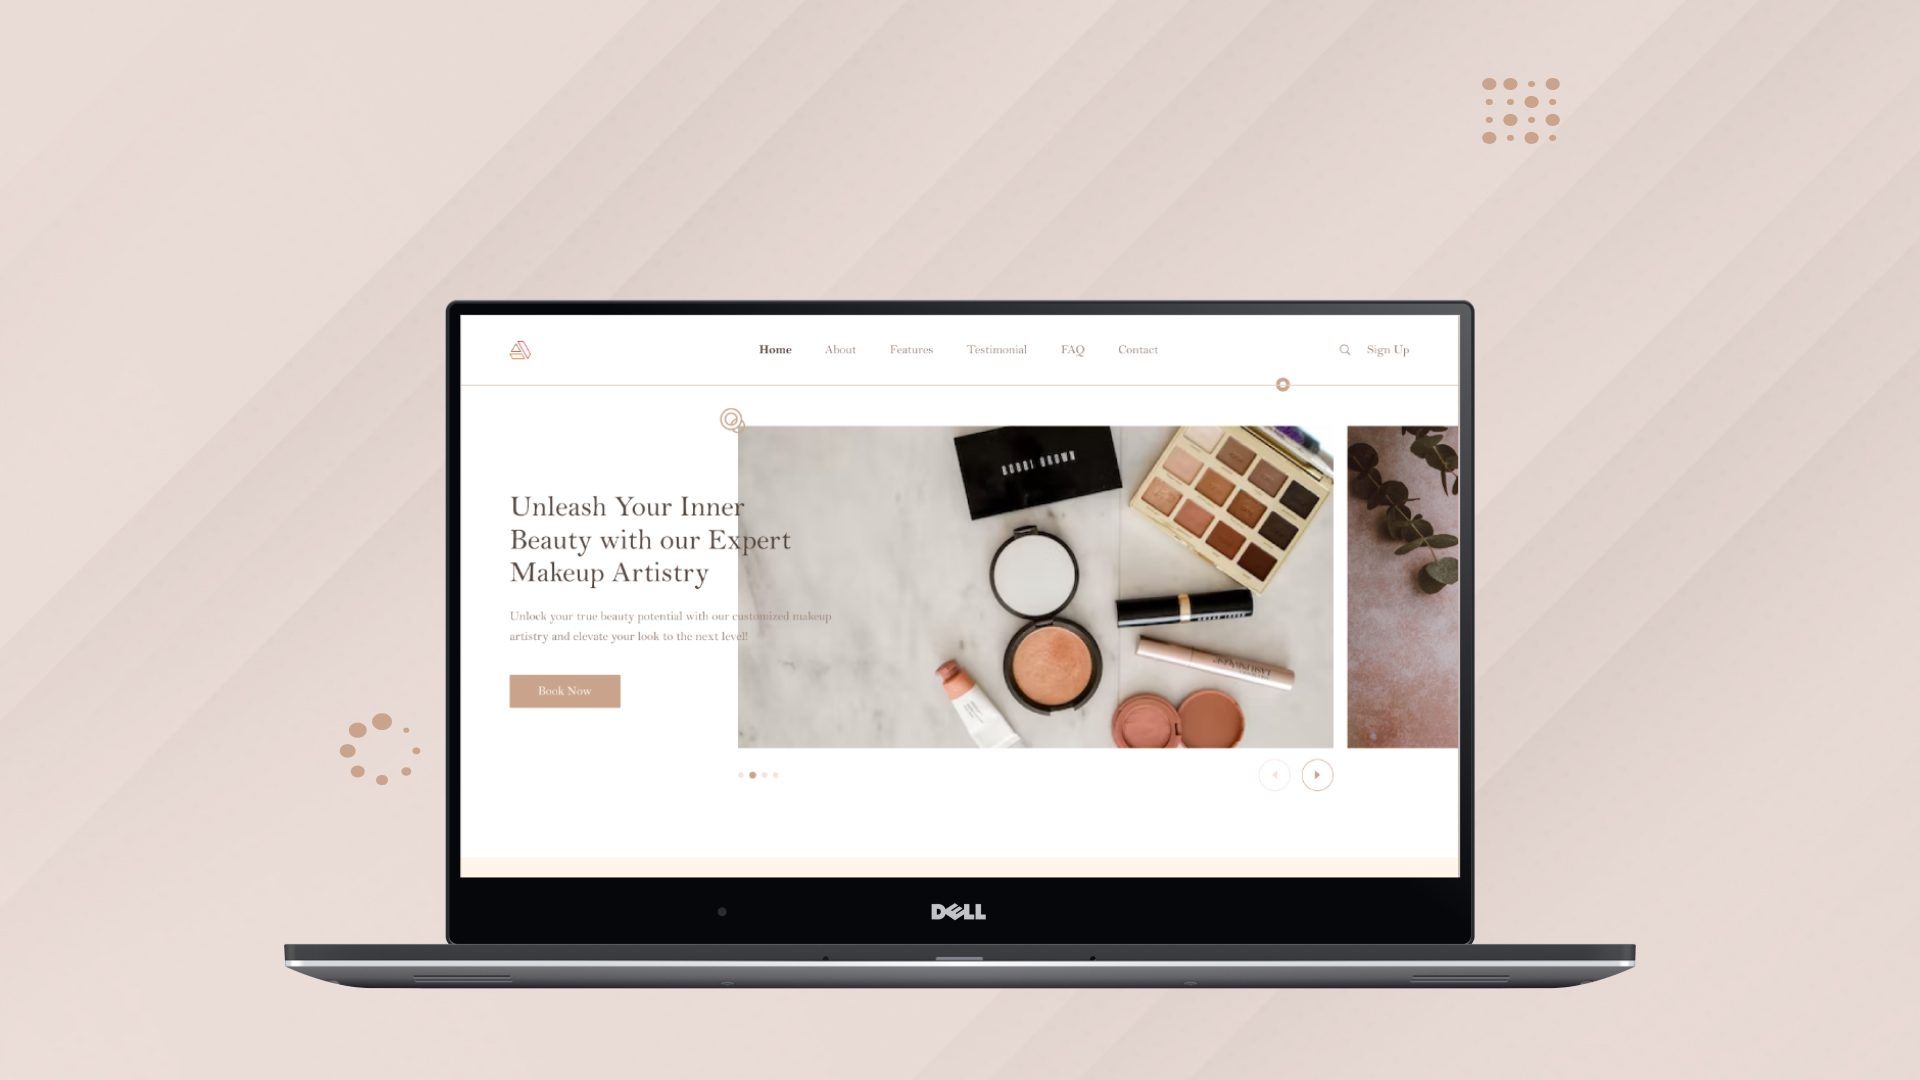 Home About Features Testimonial FAQ Contact Sign Up
BOBBI BROWN
Unleash Your Inner
Beauty with our Expert
Makeup Artistry
Unlock your true beauty potential with our customized makeup
artistry and elevate your look to the next level!
Book Now
DELL